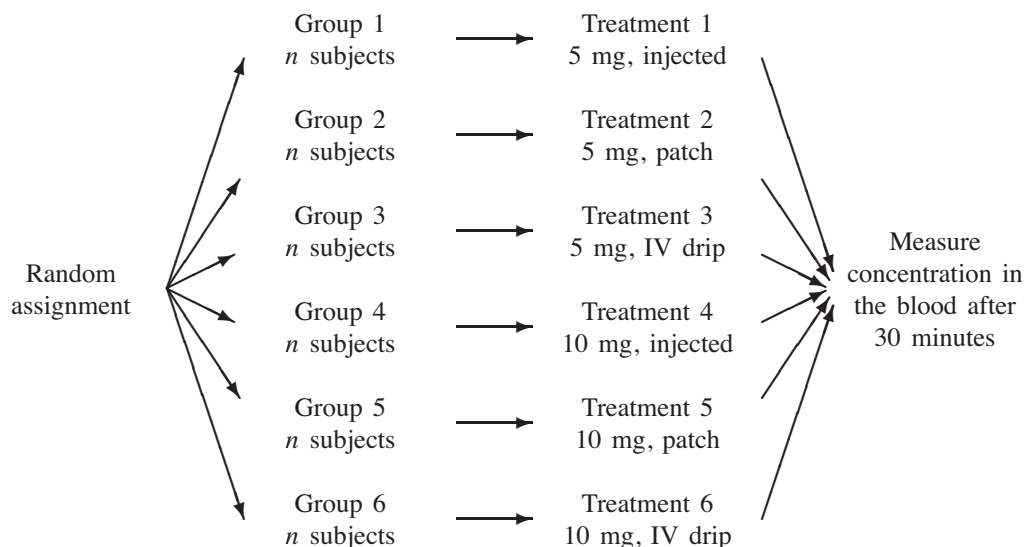 Random
assignment
Group 1
n subjects
Treatment 1
5 mg, injected
Group 2
n subjects
Treatment 2
5 mg, patch
Group 3
n subjects
Treatment 3
5 mg, IV drip
Group 4
n subjects
Treatment 4
10 mg, injected
Group 5
n subjects
Treatment 5
10 mg, patch
Group 6
n subjects
Treatment 6
10 mg, IV drip
Measure
concentration in
the blood after
30 minutes